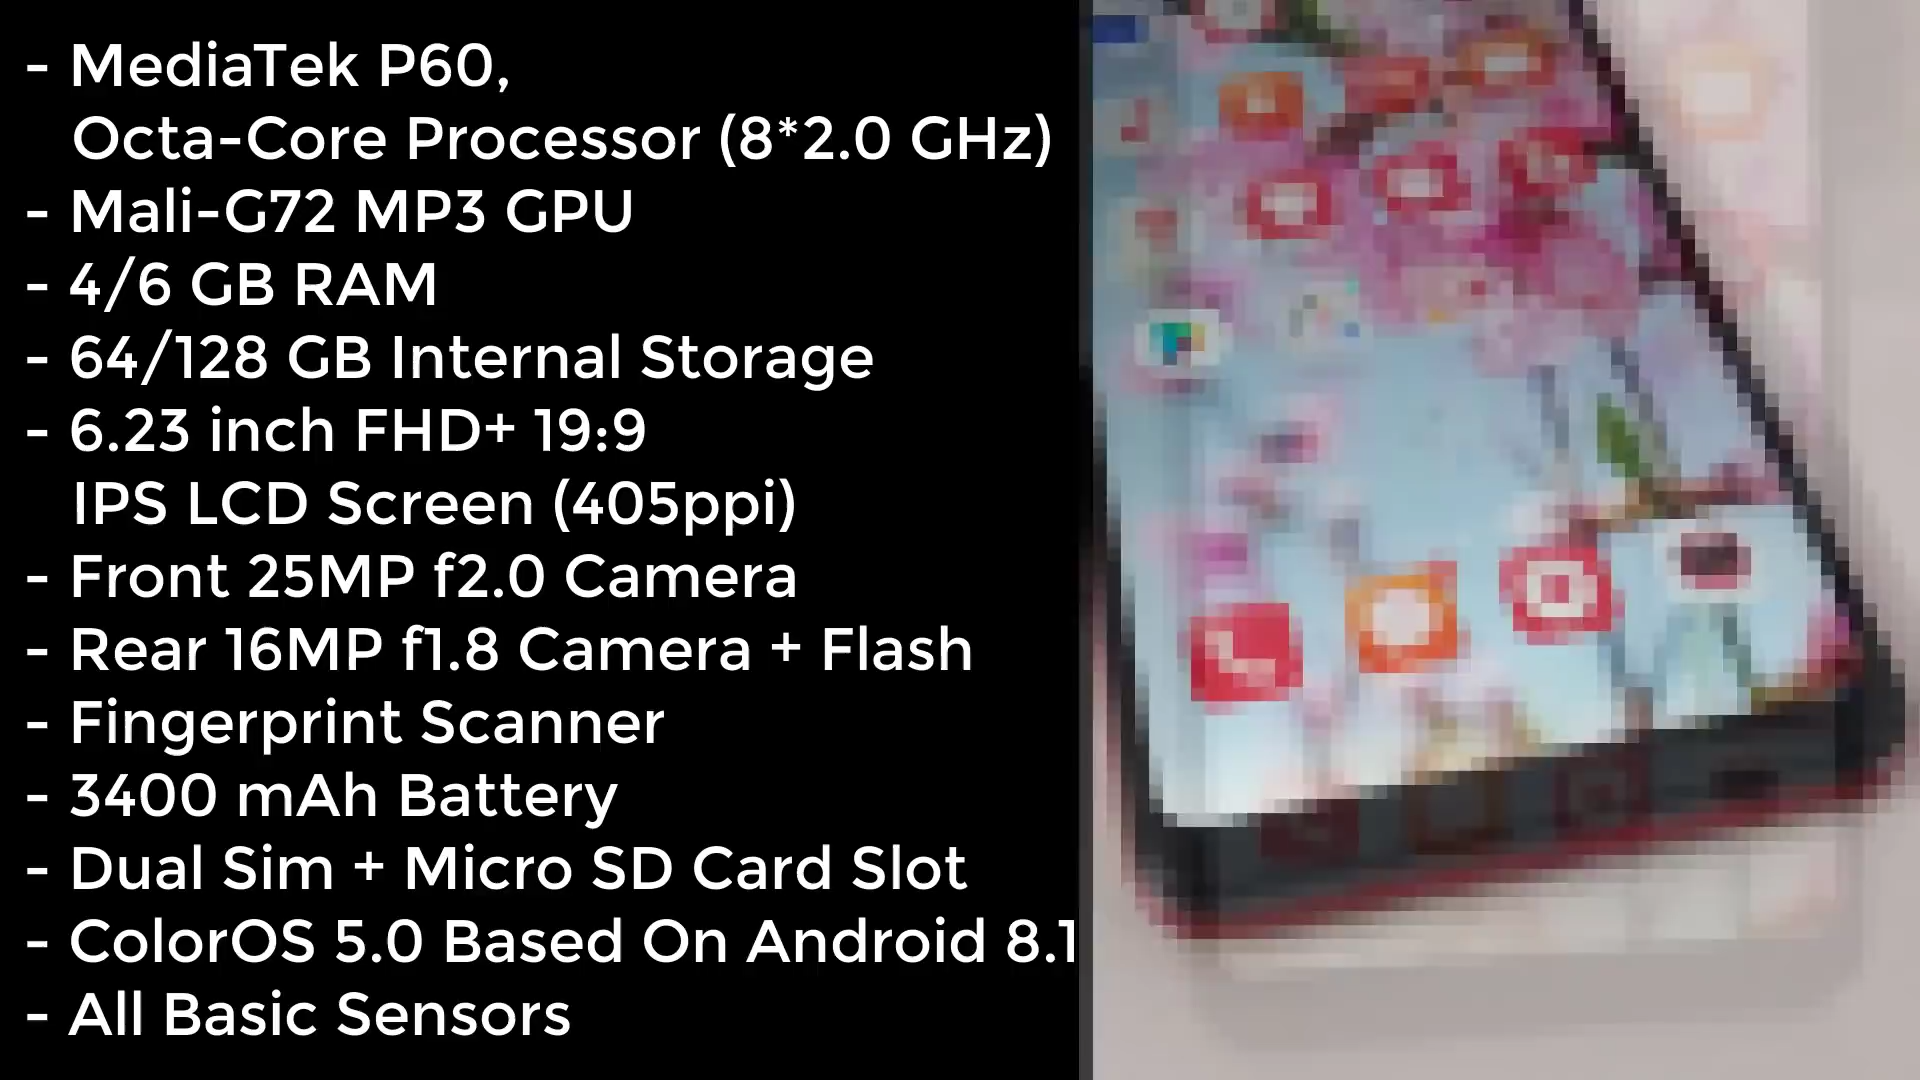 - MediaTek P60,
Octa-Core Processor (8*2.0 GHz)
- Mali-G72 MP3 GPU
- 4/6 GB RAM
- 64/128 GB Internal Storage
- 6.23 inch FHD+ 19:9
IPS LCD Screen (405ppi)
- Front 25MP f2.0 Camera
- Rear 16MP f1.8 Camera + Flash
- Fingerprint Scanner
- 3400 mAh Battery
- Dual Sim + Micro SD Card Slot
- ColorOS 5.0 Based On Android 8.1
- All Basic Sensors